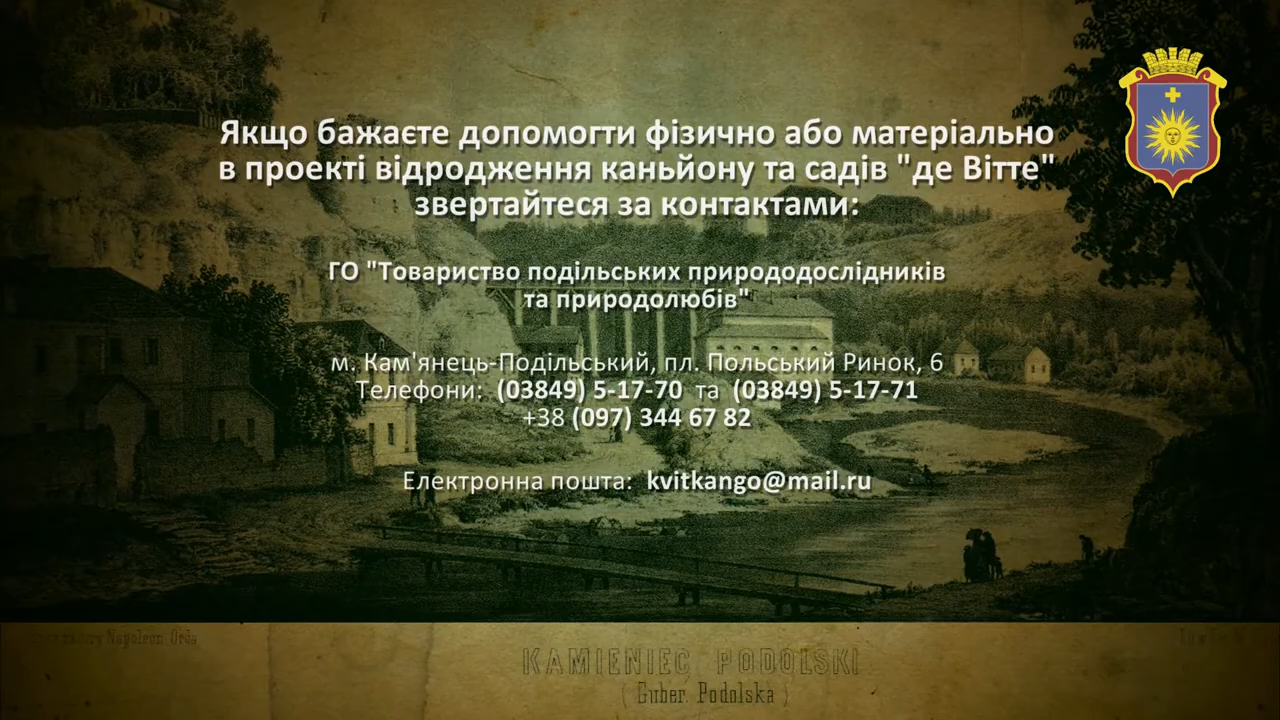 Якщо бажаєте допомогти фізично або матеріально
в проекті відродження каньйону та садів "де Вітте"
звертайтеся за контактами:
ГО "Товариство подільських природодослідників
та природолюбів"
м. Кам'янець-Подільський, пл. Польський Ринок, 6
Телефони: (03849) 5-17-70 та (03849) 5-17-71
+38 (097) 344 67 82
Електронна пошта: kvitkango@mail.ru
Napoleon Orda
KAMIENIEC PODOLSKI
( Guber. Podolska )